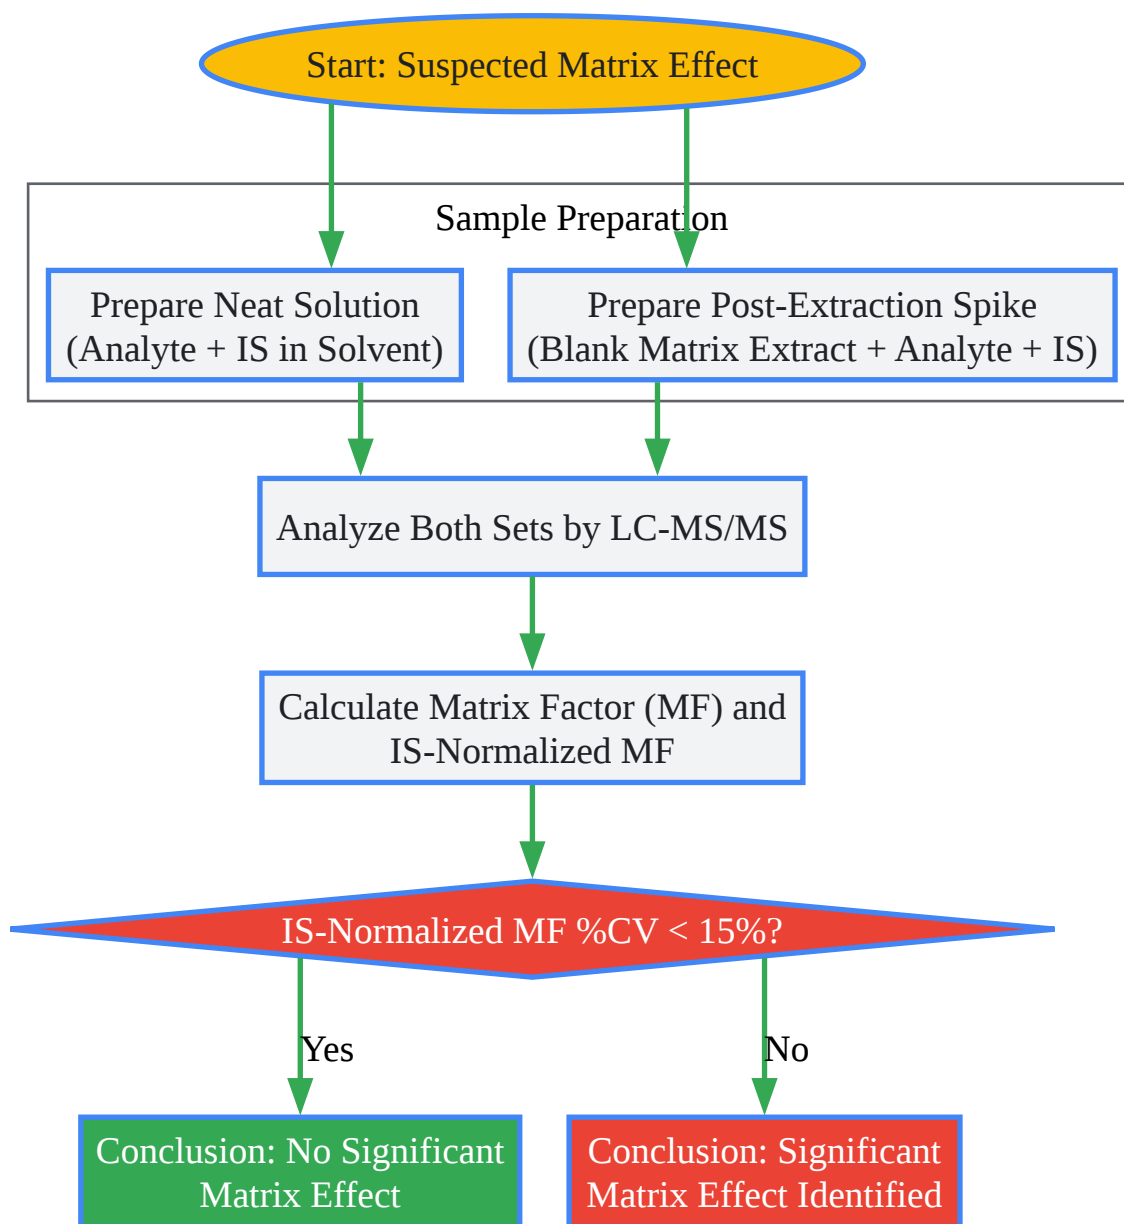 Start: Suspected Matrix Effect
Sample Preparation
Prepare Neat Solution
(Analyte + IS in Solvent)
Prepare Post-Extraction Spike
(Blank Matrix Extract + Analyte + IS)
Analyze Both Sets by LC-MS/MS
Calculate Matrix Factor (MF) and
IS-Normalized MF
IS-Normalized MF %CV < 15%?
Yes
No
Conclusion: No Significant
Matrix Effect
Conclusion: Significant
Matrix Effect Identified